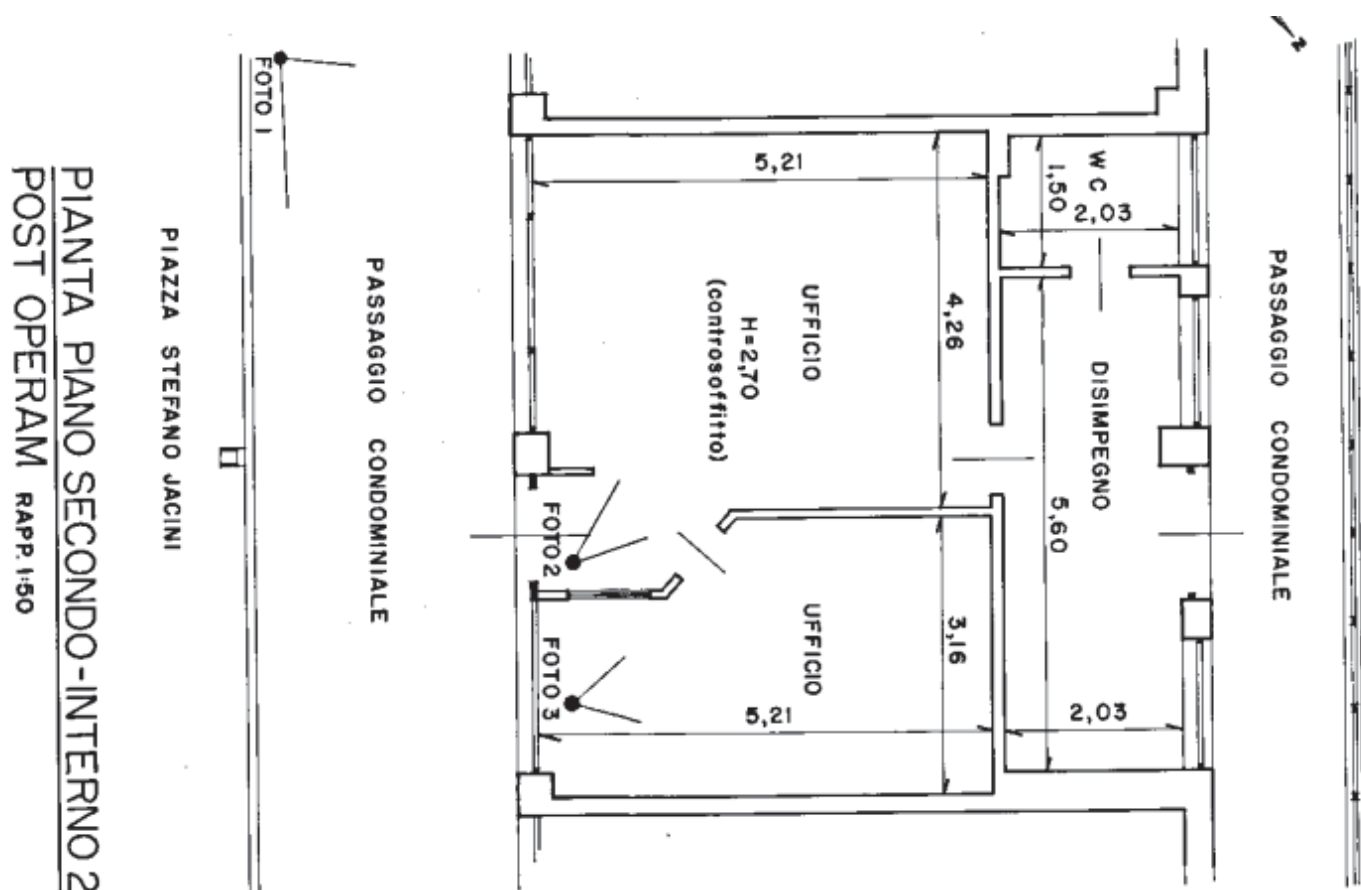 PIANTA PIANO SECONDO-INTERNO 2
POST OPERAM RAPP. 1:50
PIAZZA STEFANO JACINI
FOTO 1
PASSAGGIO CONDOMINIALE
FOTO 2
FOTO 3
5,21
UFFICIO
H=2,70
(controsoffitto)
4,26
UFFICIO
3,16
5,21
WC
1,50
2,03
DISIMPEGNO
5,60
2,03
PASSAGGIO CONDOMINIALE